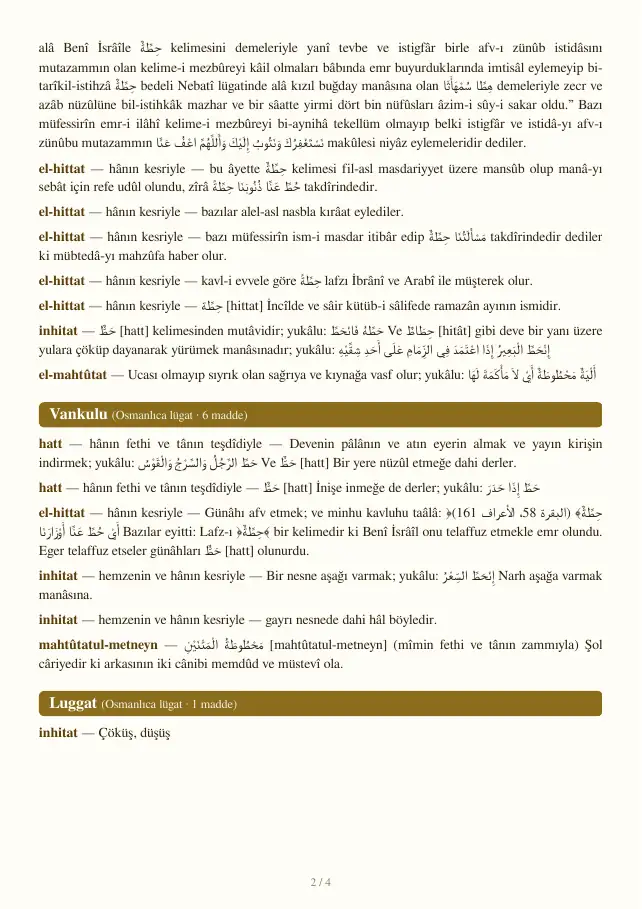 alâ Benî İsrâîle حِطَّةٌ kelimesini demeleriyle yanî tevbe ve istigfâr birle afv-ı zünûb istidâsını
mutazammın olan kelime-i mezbûreyi kâil olmaları bâbında emr buyurduklarında imtisâl eylemeyip bi-
tarîkil-istihzâ حِطَّةٌ bedeli Nebatî lügatinde alâ kızıl buğday manâsına olan هِطًّا سُمْهَاثًا demeleriyle zecr ve
azâb nüzûlüne bil-istihkâk mazhar ve bir sâatte yirmi dört bin nüfûsları âzim-i sûy-i sakar oldu.” Bazı
müfessirîn emr-i ilâhî kelime-i mezbûreyi bi-aynihâ tekellüm olmayıp belki istigfâr ve istidâ-yı afv-ı
zünûbu mutazammın نَسْتَغْفِرُكَ وَنَتُوبُ إِلَيْكَ وَأَللَّهُمَّ اعْفُ عَنَّا makûlesi niyâz eylemeleridir dediler.
el-hittat — hânın kesriyle — bu âyette حِطَّةٌ kelimesi fil-asl masdariyyet üzere mansûb olup manâ-yı
sebât için refe udûl olundu, zîrâ حُطَّ عَنَّا ذُنُوبَنَا حِطَّةً takdîrindedir.
el-hittat — hânın kesriyle — bazılar alel-asl nasbla kırâat eylediler.
el-hittat — hânın kesriyle — bazı müfessirîn ism-i masdar itibâr edip مَسْأَلَتُنَا حِطَّةٌ takdîrindedir dediler
ki mübtedâ-yı mahzûfa haber olur.
el-hittat — hânın kesriyle — kavl-i evvele göre حِطَّةً lafzı İbrânî ve Arabî ile müşterek olur.
el-hittat — hânın kesriyle — حِطَّة [hittat] İncîlde ve sâir kütüb-i sâlifede ramazân ayının ismidir.
inhitat — حَطٌّ [hatt] kelimesinden mutâvidir; yukâlu: حَطَّهُ فَانْحَطَّ Ve حِطَاطٌ [hitât] gibi deve bir yanı üzere
yulara çöküp dayanarak yürümek manâsınadır; yukâlu: إِنْحَطَّ الْبَعِيرُ إِذَا اعْتَمَدَ فِي الزِّمَامِ عَلَى أَحَدِ شِقَّيْهِ
el-mahtûtat — Ucası olmayıp sıyrık olan sağrıya ve kıynağa vasf olur; yukâlu: أَلْيَةٌ مَحْطُوطَةٌ أَيْ لاَ مَأْكَمَةَ لَهَا
Vankulu (Osmanlıca lügat · 6 madde)
hatt — hânın fethi ve tânın teşdîdiyle — Devenin pâlânın ve atın eyerin almak ve yayın kirişin
indirmek; yukâlu: حَطَّ الرَّجُلُ وَالسَّرْجَ وَالْقَوْسَ Ve حَطٌّ [hatt] Bir yere nüzûl etmeğe dahi derler.
hatt — hânın fethi ve tânın teşdîdiyle — حَطٌّ [hatt] İnişe inmeğe de derler; yukâlu: حَطَّ إِذَا حَدَرَ
el-hittat — hânın kesriyle — Günâhı afv etmek; ve minhu kavluhu taâlâ: ﴿حِطَّةٌ﴾ (البقرة 58، لأعراف 161)
أَيْ حُطَّ عَنَّا أَوْزَارَنَا Bazılar eyitti: Lafz-ı ﴿حِطَّةٌ﴾ bir kelimedir ki Benî İsrâîl onu telaffuz etmekle emr olundu.
Eger telaffuz etseler günâhları حَطٌّ [hatt] olunurdu.
inhitat — hemzenin ve hânın kesriyle — Bir nesne aşağı varmak; yukâlu: إِنْحَطَّ السِّعْرُ Narh aşağa varmak
manâsına.
inhitat — hemzenin ve hânın kesriyle — gayrı nesnede dahi hâl böyledir.
mahtûtatul-metneyn — مَحْطُوطَةُ الْمَتْنَيْنِ [mahtûtatul-metneyn] (mîmin fethi ve tânın zammıyla) Şol
câriyedir ki arkasının iki cânibi memdûd ve müstevî ola.
Luggat (Osmanlıca lügat · 1 madde)
inhitat — Çöküş, düşüş
2 / 4